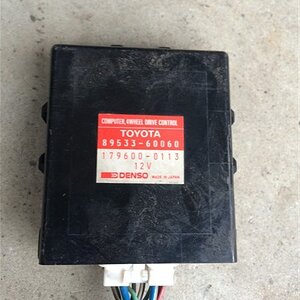 COMPUTER, 4WHEEL DRIVE CONTROL
TOYOTA
89533-60060
179600-0113
12V
DENSO MADE IN JAPAN